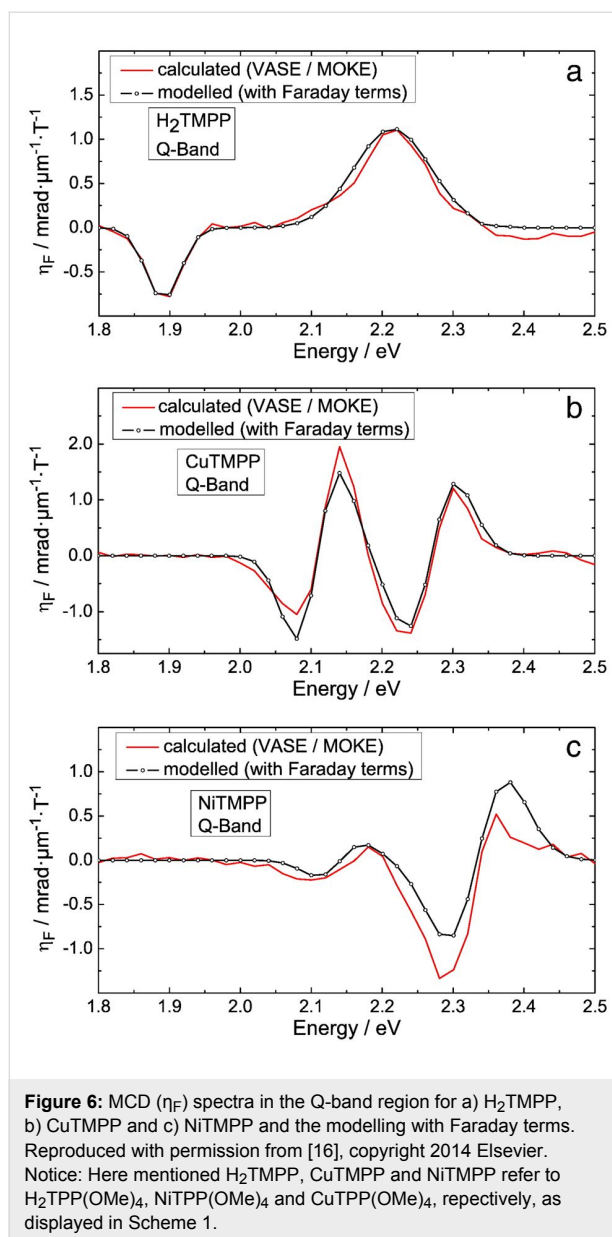 calculated (VASE / MOKE)
modelled (with Faraday terms)
a
H₂TMPP
Q-Band
1.5
1.0
0.5
0.0
-0.5
η_F / mrad·µm⁻¹·T⁻¹
1.8 1.9 2.0 2.1 2.2 2.3 2.4 2.5
Energy / eV
calculated (VASE / MOKE)
modelled (with Faraday terms)
b
CuTMPP
Q-Band
2.0
1.0
0.0
-1.0
η_F / mrad·µm⁻¹·T⁻¹
1.8 1.9 2.0 2.1 2.2 2.3 2.4 2.5
Energy / eV
calculated (VASE / MOKE)
modelled (with Faraday terms)
c
NiTMPP
Q-Band
1.0
0.5
0.0
-0.5
-1.0
η_F / mrad·µm⁻¹·T⁻¹
1.8 1.9 2.0 2.1 2.2 2.3 2.4 2.5
Energy / eV
Figure 6: MCD (η_F) spectra in the Q-band region for a) H₂TMPP,
b) CuTMPP and c) NiTMPP and the modelling with Faraday terms.
Reproduced with permission from [16], copyright 2014 Elsevier.
Notice: Here mentioned H₂TMPP, CuTMPP and NiTMPP refer to
H₂TPP(OMe)₄, NiTPP(OMe)₄ and CuTPP(OMe)₄, repectively, as
displayed in Scheme 1.